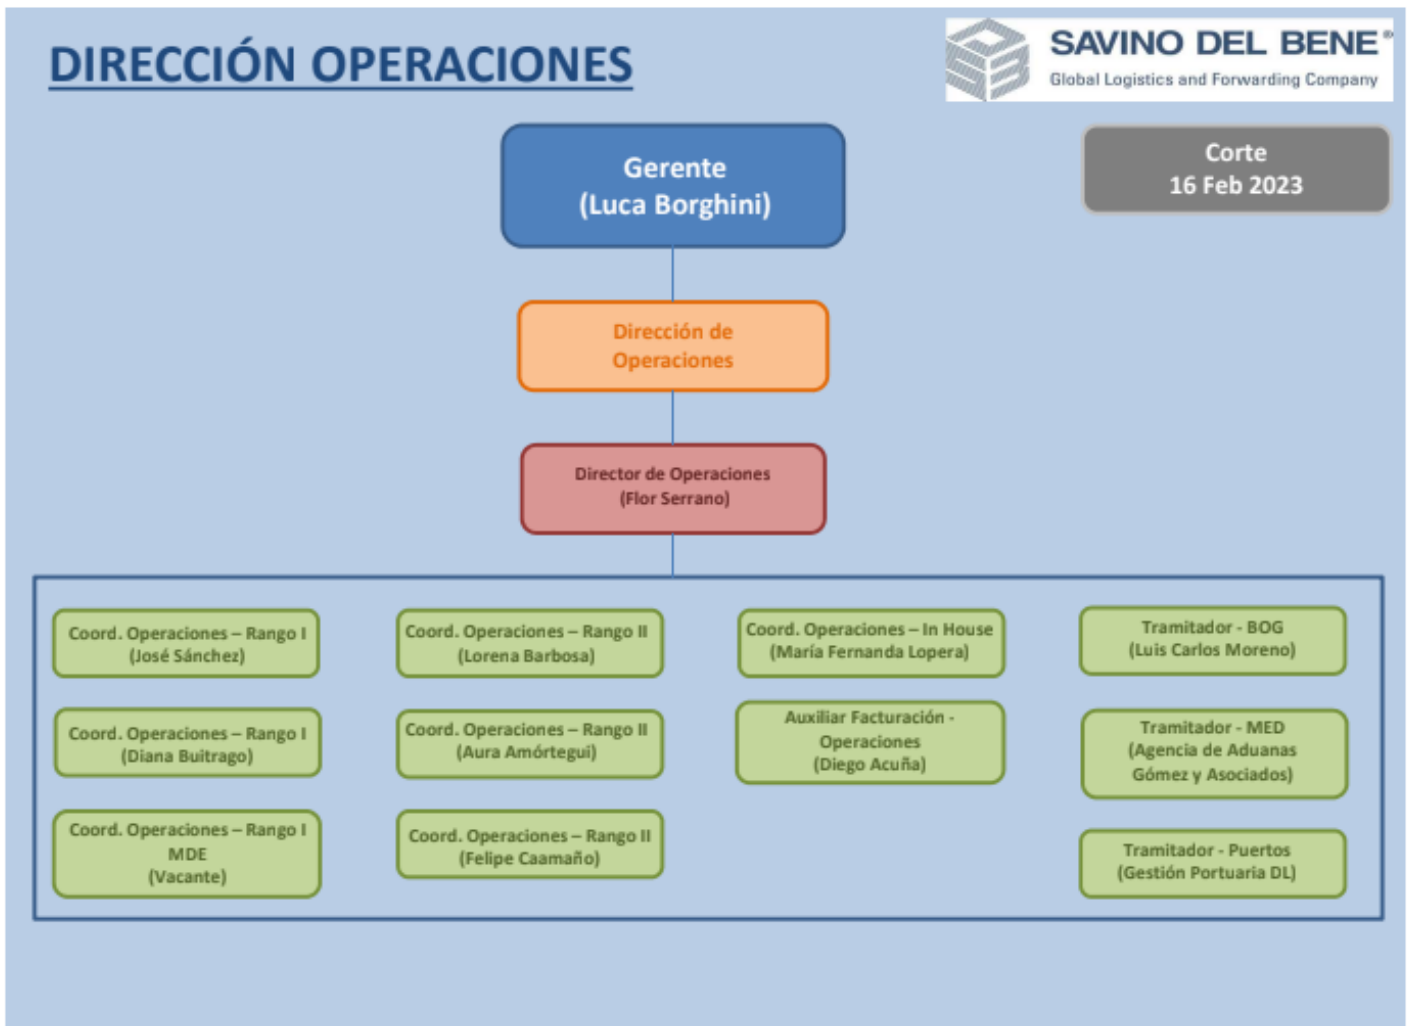 DIRECCIÓN OPERACIONES
SAVINO DEL BENE®
Global Logistics and Forwarding Company
Corte
16 Feb 2023
Gerente
(Luca Borghini)
Dirección de
Operaciones
Director de Operaciones
(Flor Serrano)
Coord. Operaciones – Rango I
(José Sánchez)
Coord. Operaciones – Rango II
(Lorena Barbosa)
Coord. Operaciones – In House
(María Fernanda Lopera)
Tramitador - BOG
(Luis Carlos Moreno)
Coord. Operaciones – Rango I
(Diana Buitrago)
Coord. Operaciones – Rango II
(Aura Amórtegui)
Auxiliar Facturación -
Operaciones
(Diego Acuña)
Tramitador - MED
(Agencia de Aduanas
Gómez y Asociados)
Coord. Operaciones – Rango I
MDE
(Vacante)
Coord. Operaciones – Rango II
(Felipe Caamaño)
Tramitador - Puertos
(Gestión Portuaria DL)